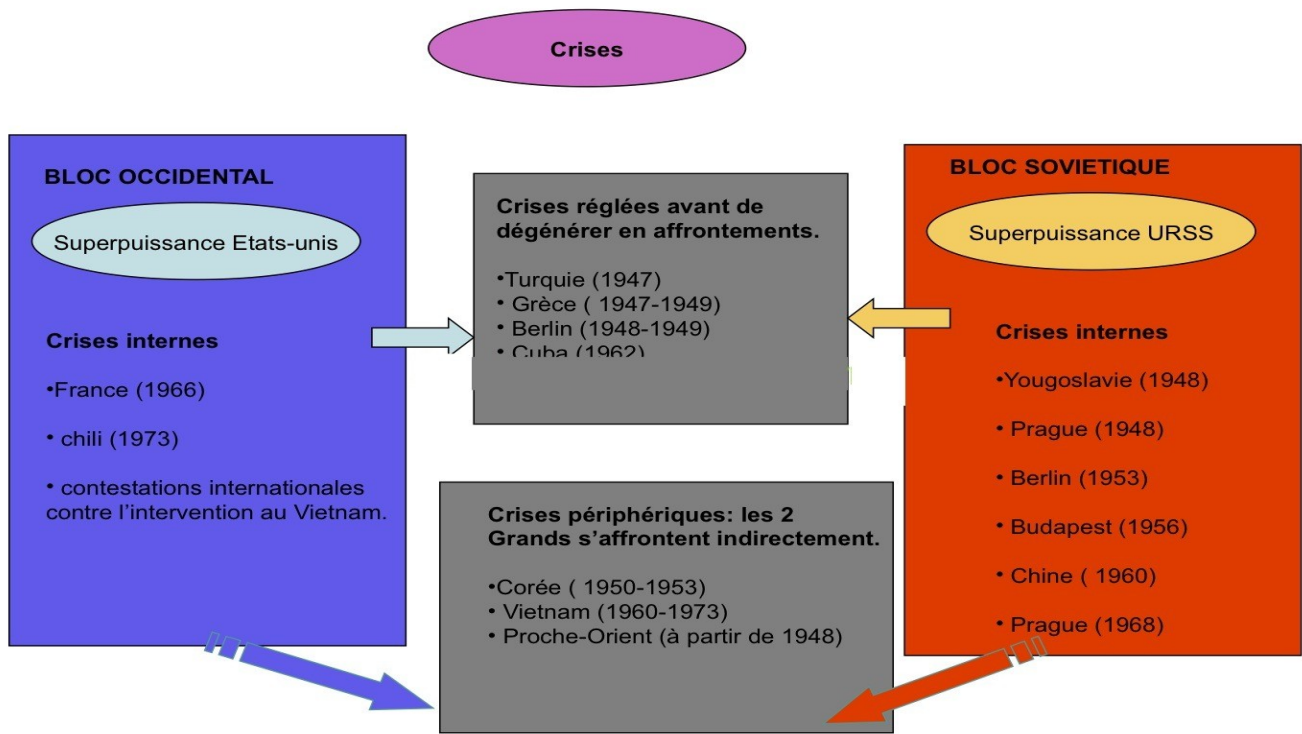 Crises
BLOC OCCIDENTAL
Superpuissance Etats-unis
Crises internes
•France (1966)
• chili (1973)
• contestations internationales
contre l’intervention au Vietnam.
Crises réglées avant de
dégénérer en affrontements.
•Turquie (1947)
• Grèce ( 1947-1949)
• Berlin (1948-1949)
• Cuba (1962)
Crises périphériques: les 2
Grands s’affrontent indirectement.
•Corée ( 1950-1953)
• Vietnam (1960-1973)
• Proche-Orient (à partir de 1948)
BLOC SOVIETIQUE
Superpuissance URSS
Crises internes
•Yougoslavie (1948)
• Prague (1948)
• Berlin (1953)
• Budapest (1956)
• Chine ( 1960)
• Prague (1968)